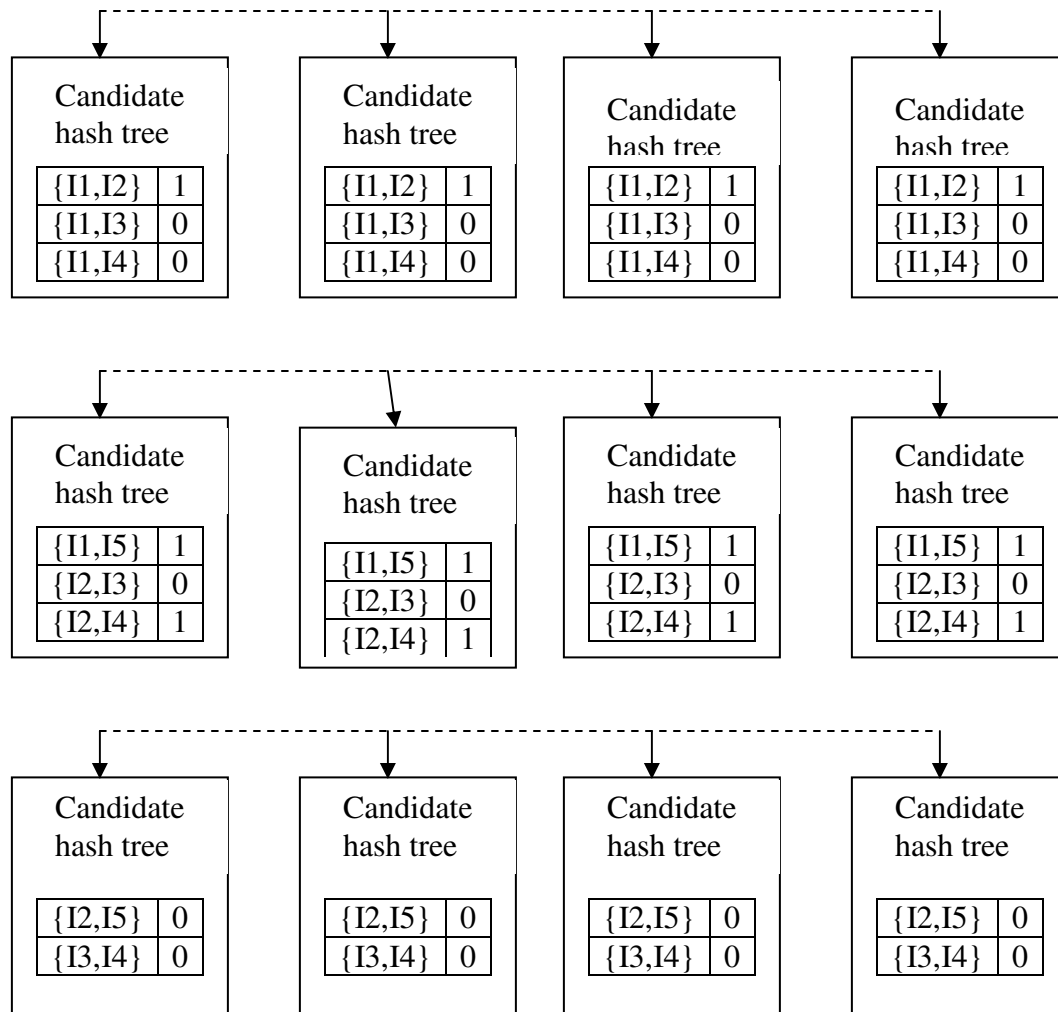 Candidate
hash tree
{I1,I2} 1
{I1,I3} 0
{I1,I4} 0
Candidate
hash tree
{I1,I2} 1
{I1,I3} 0
{I1,I4} 0
Candidate
hash tree
{I1,I2} 1
{I1,I3} 0
{I1,I4} 0
Candidate
hash tree
{I1,I2} 1
{I1,I3} 0
{I1,I4} 0
Candidate
hash tree
{I1,I5} 1
{I2,I3} 0
{I2,I4} 1
Candidate
hash tree
{I1,I5} 1
{I2,I3} 0
{I2,I4} 1
Candidate
hash tree
{I1,I5} 1
{I2,I3} 0
{I2,I4} 1
Candidate
hash tree
{I1,I5} 1
{I2,I3} 0
{I2,I4} 1
Candidate
hash tree
{I2,I5} 0
{I3,I4} 0
Candidate
hash tree
{I2,I5} 0
{I3,I4} 0
Candidate
hash tree
{I2,I5} 0
{I3,I4} 0
Candidate
hash tree
{I2,I5} 0
{I3,I4} 0